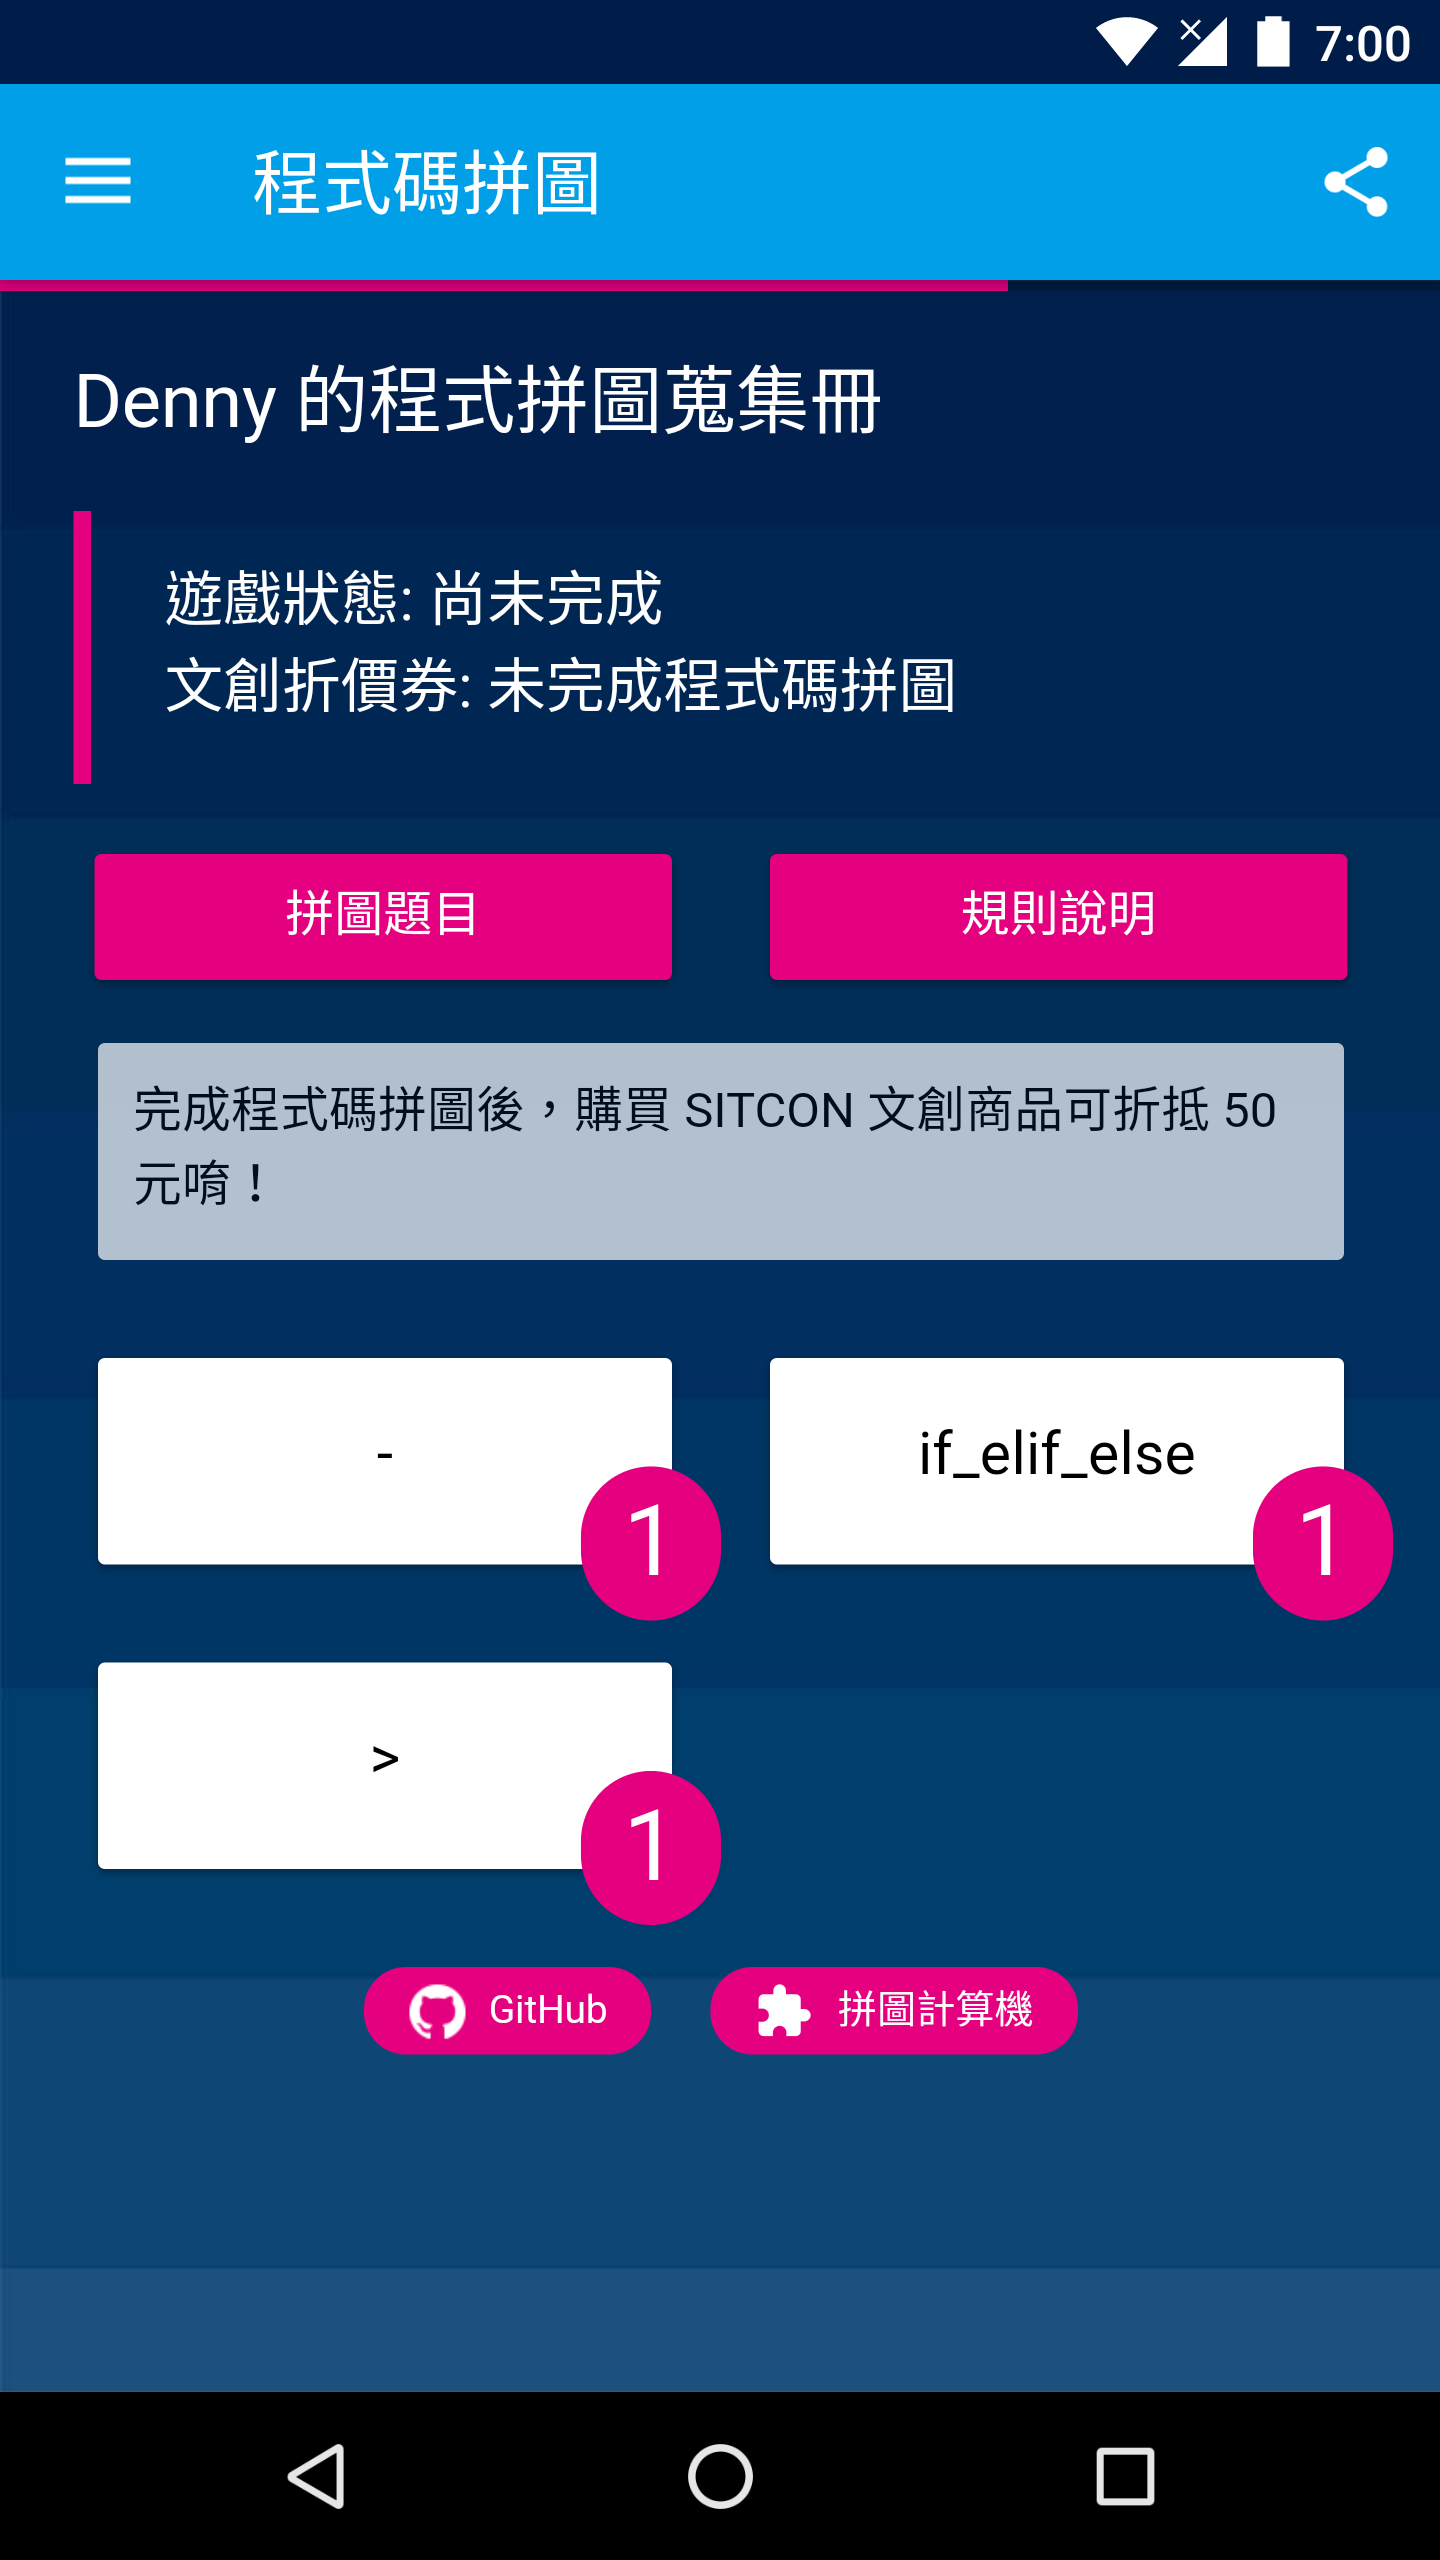 7:00
程式碼拼圖
Denny 的程式拼圖蒐集冊
遊戲狀態: 尚未完成
文創折價券: 未完成程式碼拼圖
拼圖題目
規則說明
完成程式碼拼圖後，購買 SITCON 文創商品可折抵 50
元唷！
-
1
if_elif_else
1
>
1
GitHub
拼圖計算機